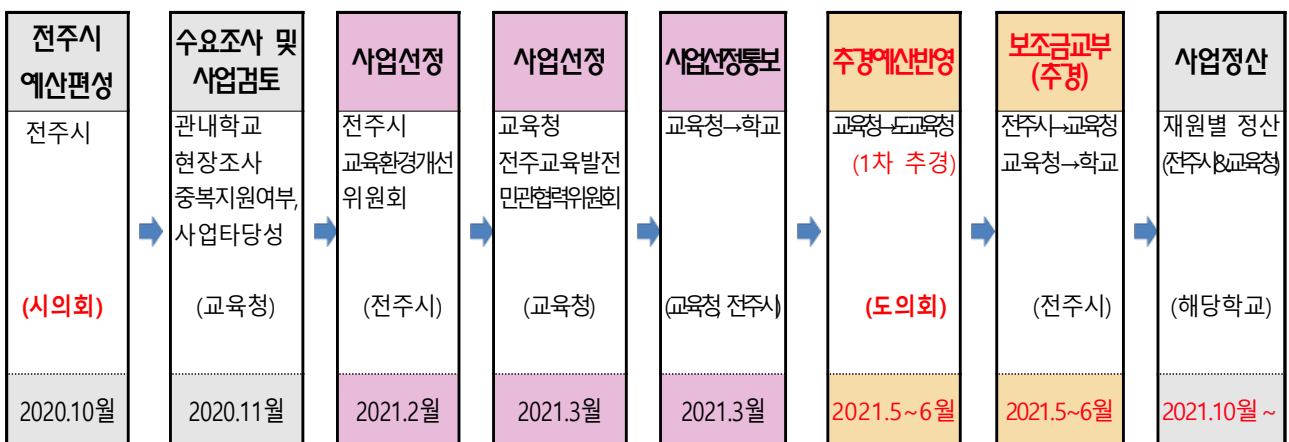 전주시
예산편성
전주시
(시의회)
2020.10월
수요조사 및
사업검토
관내학교
현장조사
중복지원여부,
사업타당성
(교육청)
2020.11월
사업선정
전주시
교육환경개선
위원회
(전주시)
2021.2월
사업선정
교육청
전주교육발전
민관협력위원회
(교육청)
2021.3월
사업선정통보
교육청→학교
(교육청, 전주시)
2021.3월
추경예산반영
교육청→도교육청
(1차 추경)
(도의회)
2021.5~6월
보조금교부
(추경)
전주시→교육청
교육청→학교
(전주시)
2021.5~6월
사업정산
재원별 정산
(전주시&교육청)
(해당학교)
2021.10월~